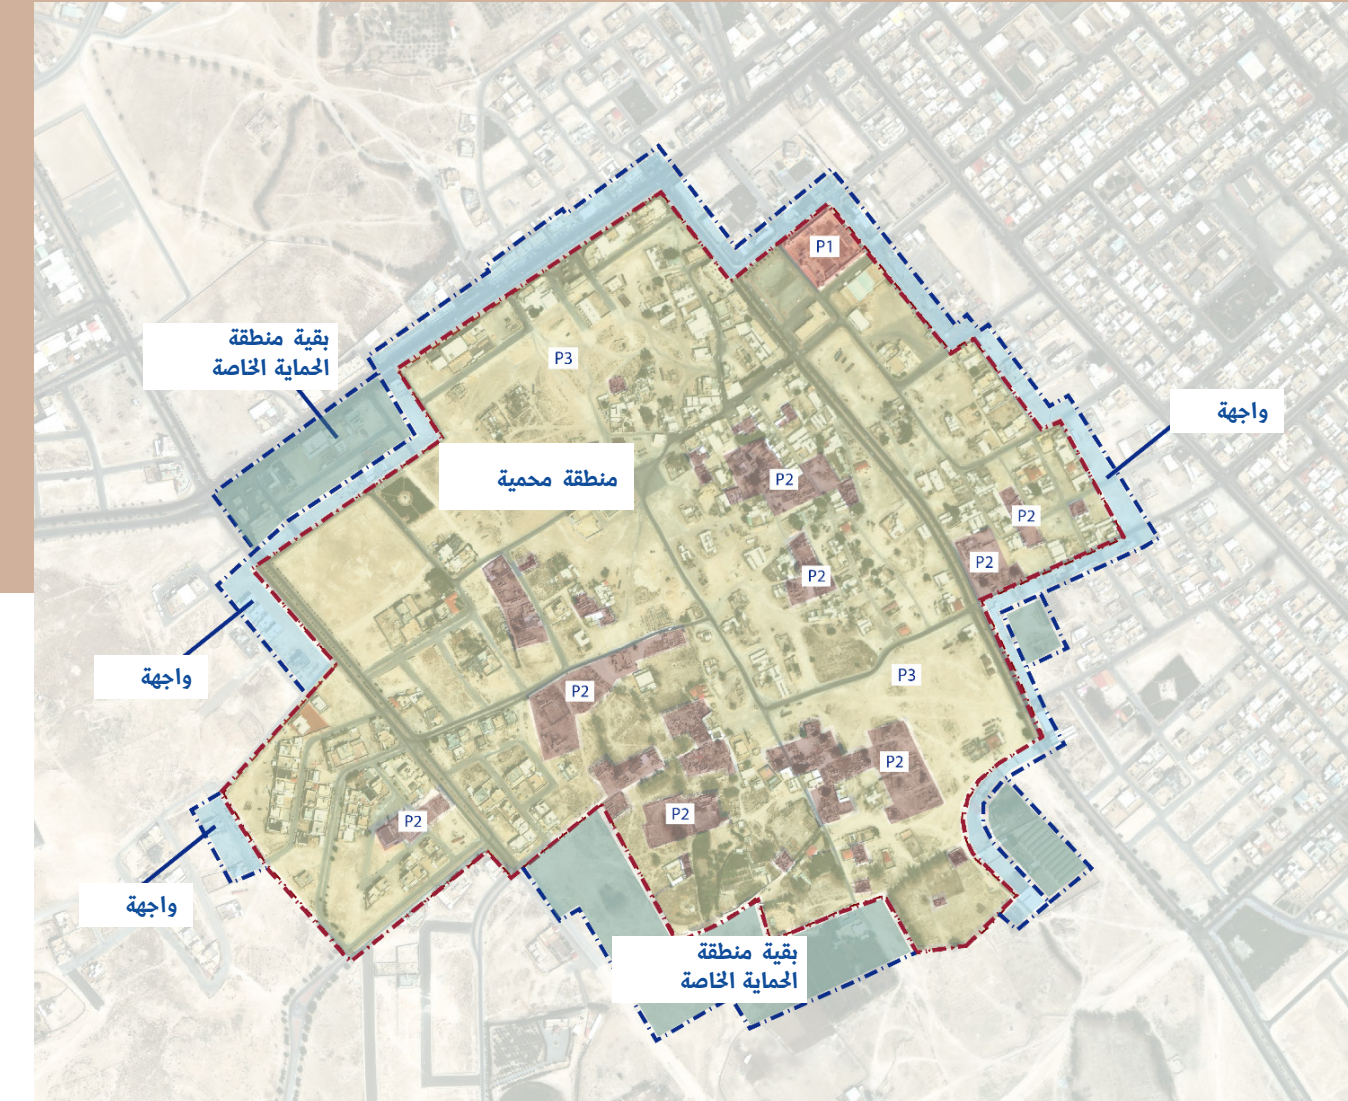 P1
بقية منطقة
الحماية الخاصة
P3
واجهة
منطقة محمية
P2
P2
P2
P2
واجهة
P3
P2
P2
P2
P2
واجهة
بقية منطقة
الحماية الخاصة